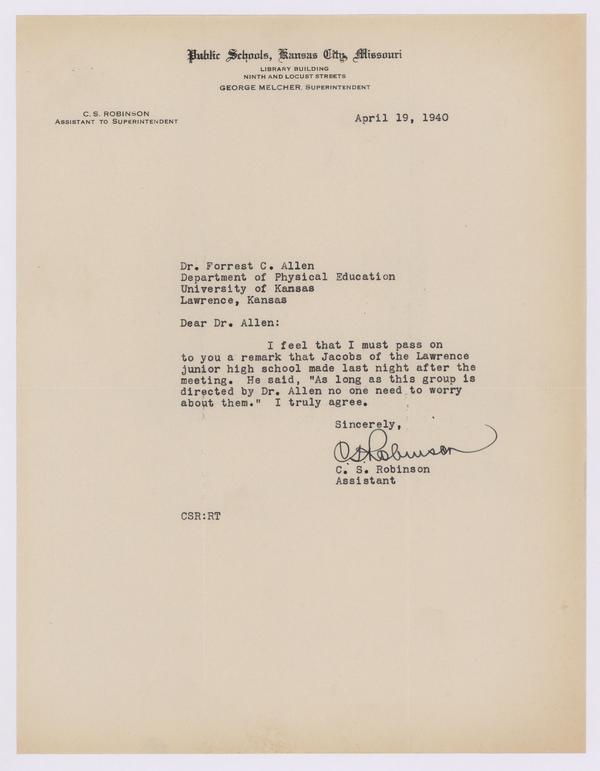 Public Schools, Kansas City, Missouri
LIBRARY BUILDING
NINTH AND LOCUST STREETS
GEORGE MELCHER, SUPERINTENDENT
C. S. ROBINSON
ASSISTANT TO SUPERINTENDENT
April 19, 1940
Dr. Forrest C. Allen
Department of Physical Education
University of Kansas
Lawrence, Kansas
Dear Dr. Allen:
I feel that I must pass on
to you a remark that Jacobs of the Lawrence
junior high school made last night after the
meeting. He said, "As long as this group is
directed by Dr. Allen no one need to worry
about them." I truly agree.
Sincerely,
C S Robinson
C. S. Robinson
Assistant
CSR:RT